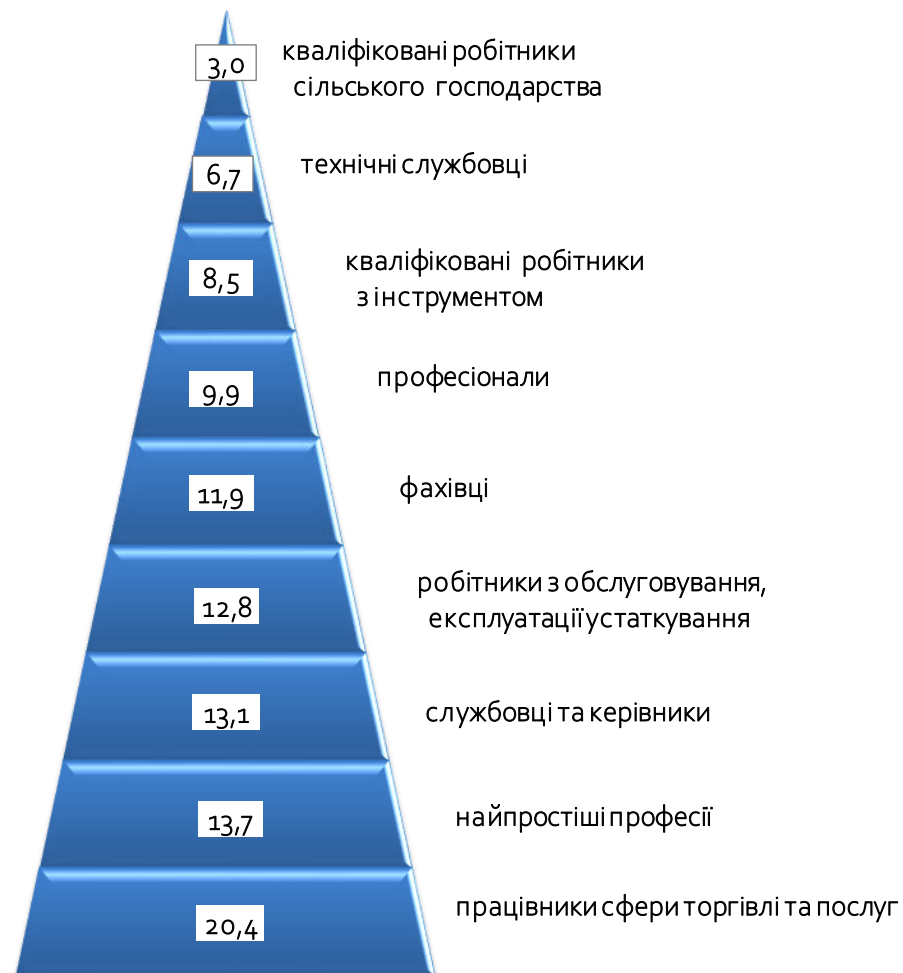 3,0
кваліфіковані робітники
сільського господарства
6,7
технічні службовці
8,5
кваліфіковані робітники
з інструментом
9,9
професіонали
11,9
фахівці
12,8
робітники з обслуговування,
експлуатації устаткування
13,1
службовці та керівники
13,7
найпростіші професії
20,4
працівники сфери торгівлі та послуг